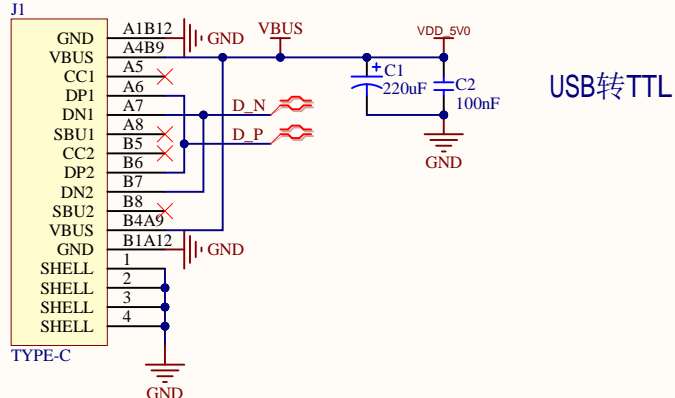 J1
GND A1B12 GND
VBUS A4B9 VBUS VDD_5V0
CC1 A5
DP1 A6
DN1 A7 D_N
SBU1 A8 D_P
CC2 B5
DP2 B6
DN2 B7
SBU2 B8
VBUS B4A9
GND B1A12 GND
SHELL 1
SHELL 2
SHELL 3
SHELL 4
TYPE-C
GND
+ C1
220uF
C2
100nF
GND
USB转TTL